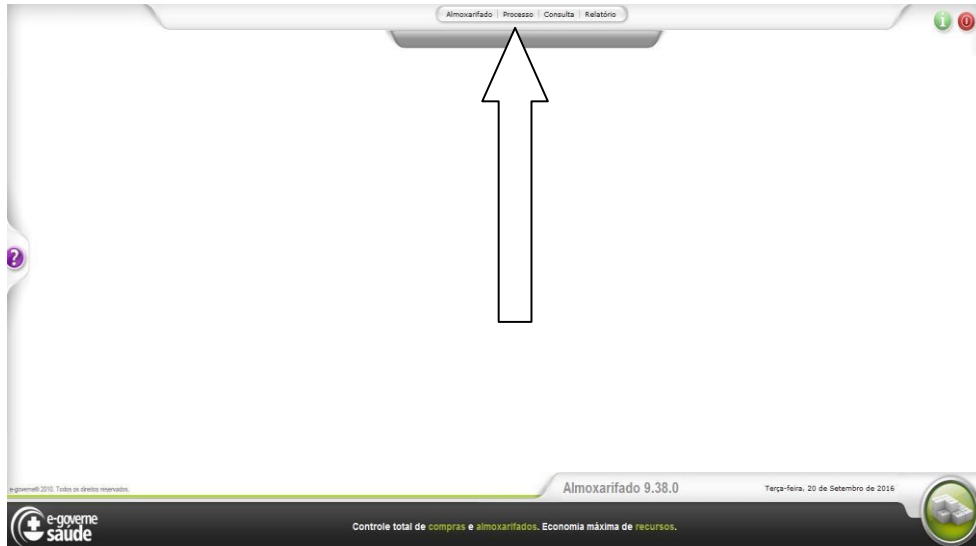 Almoxarifado Processo Consulta Relatório
?
i
e-governe® 2010. Todos os direitos reservados.
Almoxarifado 9.38.0
Terça-feira, 20 de Setembro de 2016
e-governe
saúde
Controle total de compras e almoxarifados. Economia máxima de recursos.